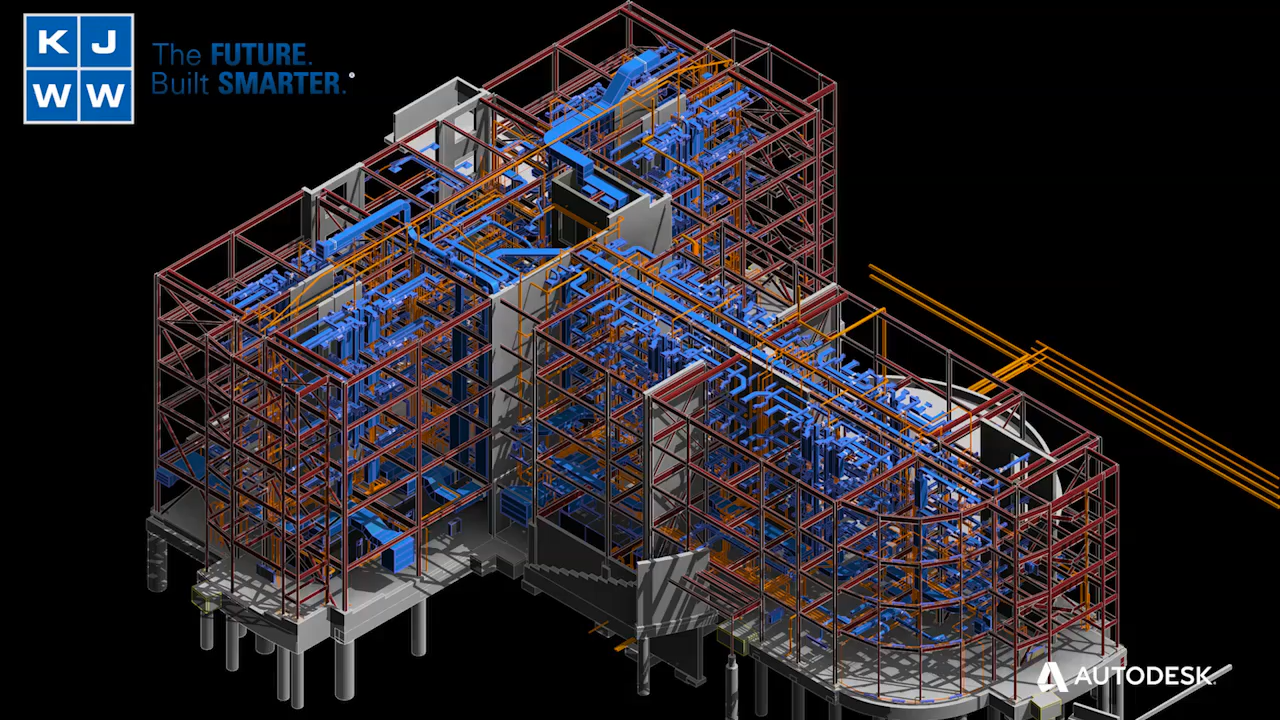 K J
W W
The FUTURE.
Built SMARTER.®
AUTODESK.